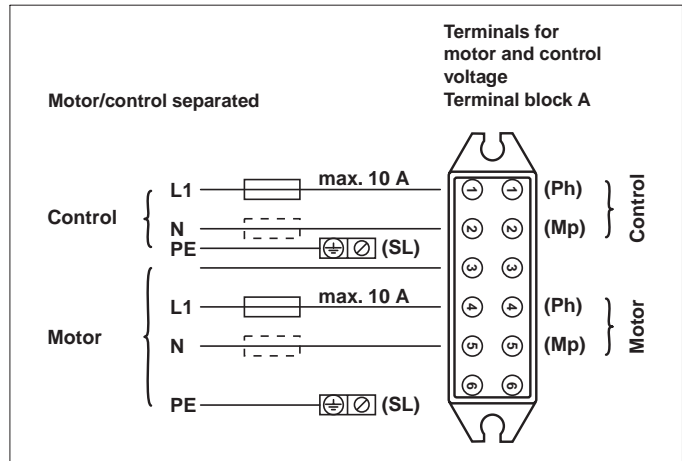 Terminals for
motor and control
voltage
Terminal block A
Motor/control separated
L1 max. 10 A 1 1 (Ph)
Control
N 2 2 (Mp)
Control
PE (SL)
3 3
L1 max. 10 A 4 4 (Ph)
Motor
N 5 5 (Mp)
Motor
6 6
PE (SL)